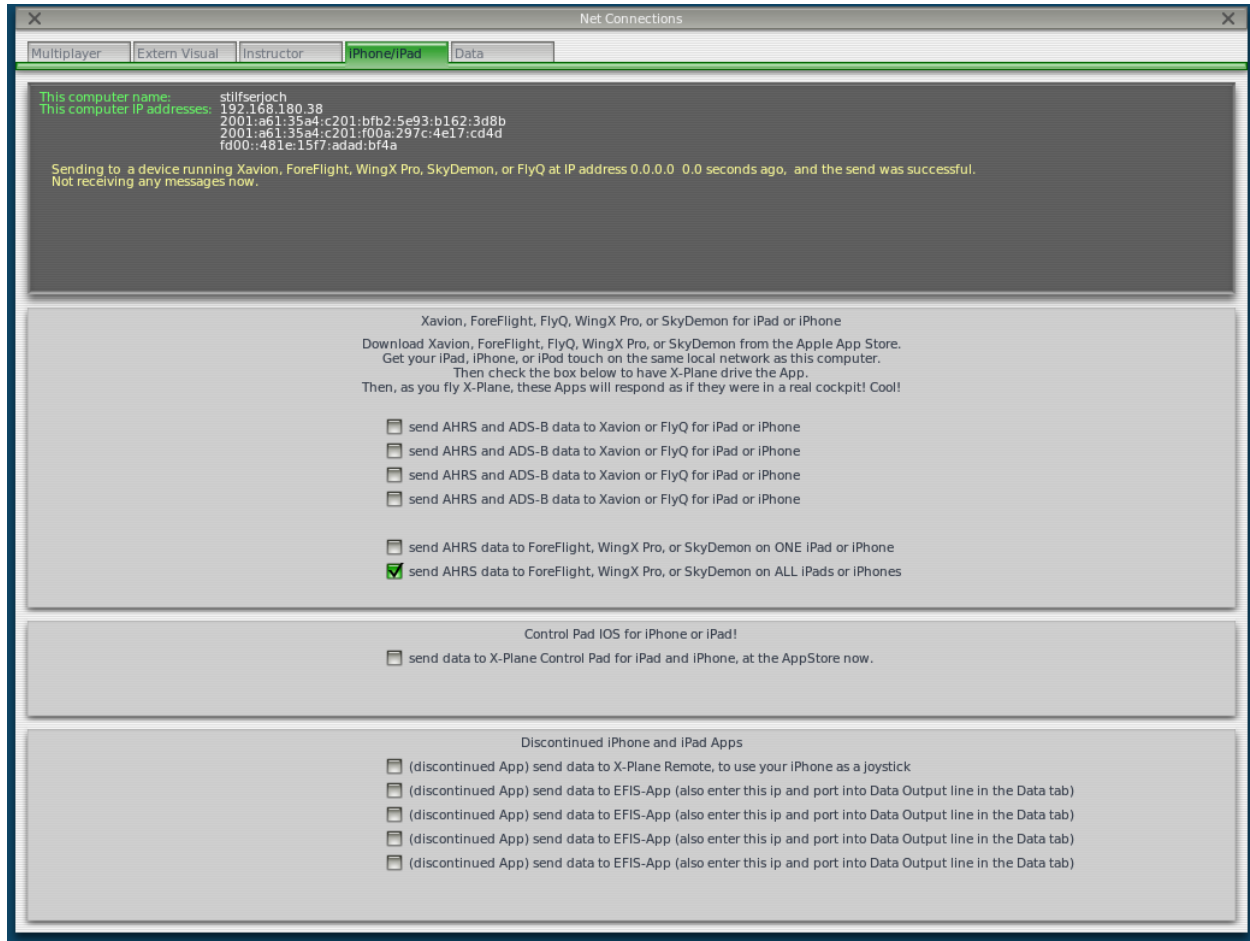 Net Connections
Multiplayer
Extern Visual
Instructor
iPhone/iPad
Data
This computer name: stilfserjoch
This computer IP addresses: 192.168.180.38
2001:a61:35a4:c201:bfb2:5e93:b162:3d8b
2001:a61:35a4:c201:f00a:297c:4e17:cd4d
fd00::481e:15f7:adad:bf4a
Sending to a device running Xavion, ForeFlight, WingX Pro, SkyDemon, or FlyQ at IP address 0.0.0.0 0.0 seconds ago, and the send was successful.
Not receiving any messages now.
Xavion, ForeFlight, FlyQ, WingX Pro, or SkyDemon for iPad or iPhone
Download Xavion, ForeFlight, FlyQ, WingX Pro, or SkyDemon from the Apple App Store.
Get your iPad, iPhone, or iPod touch on the same local network as this computer.
Then check the box below to have X-Plane drive the App.
Then, as you fly X-Plane, these Apps will respond as if they were in a real cockpit! Cool!
send AHRS and ADS-B data to Xavion or FlyQ for iPad or iPhone
send AHRS and ADS-B data to Xavion or FlyQ for iPad or iPhone
send AHRS and ADS-B data to Xavion or FlyQ for iPad or iPhone
send AHRS and ADS-B data to Xavion or FlyQ for iPad or iPhone
send AHRS data to ForeFlight, WingX Pro, or SkyDemon on ONE iPad or iPhone
send AHRS data to ForeFlight, WingX Pro, or SkyDemon on ALL iPads or iPhones
Control Pad IOS for iPhone or iPad!
send data to X-Plane Control Pad for iPad and iPhone, at the AppStore now.
Discontinued iPhone and iPad Apps
(discontinued App) send data to X-Plane Remote, to use your iPhone as a joystick
(discontinued App) send data to EFIS-App (also enter this ip and port into Data Output line in the Data tab)
(discontinued App) send data to EFIS-App (also enter this ip and port into Data Output line in the Data tab)
(discontinued App) send data to EFIS-App (also enter this ip and port into Data Output line in the Data tab)
(discontinued App) send data to EFIS-App (also enter this ip and port into Data Output line in the Data tab)